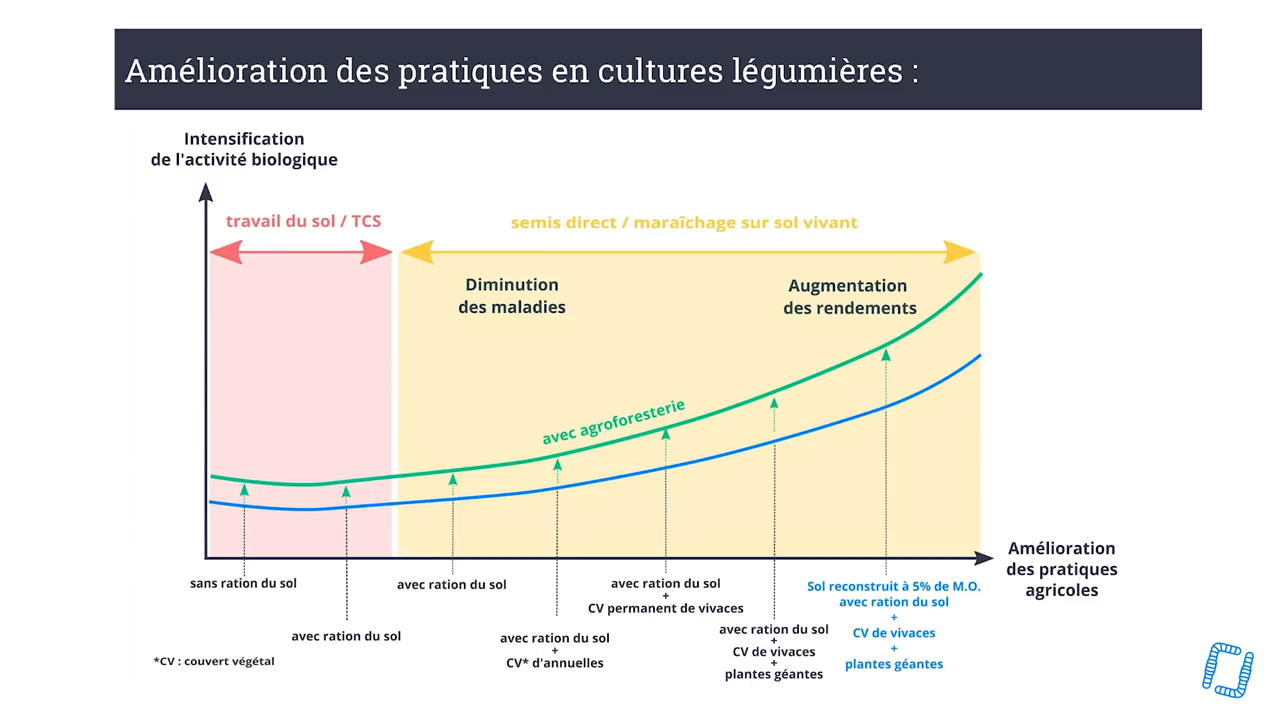 Amélioration des pratiques en cultures légumières :
Intensification
de l'activité biologique
travail du sol / TCS
semis direct / maraîchage sur sol vivant
Diminution
des maladies
Augmentation
des rendements
avec agroforesterie
Amélioration
des pratiques
agricoles
sans ration du sol
avec ration du sol
avec ration du sol
avec ration du sol
+
CV* d'annuelles
avec ration du sol
+
CV permanent de vivaces
avec ration du sol
+
CV de vivaces
+
plantes géantes
Sol reconstruit à 5% de M.O.
avec ration du sol
+
CV de vivaces
+
plantes géantes
*CV : couvert végétal